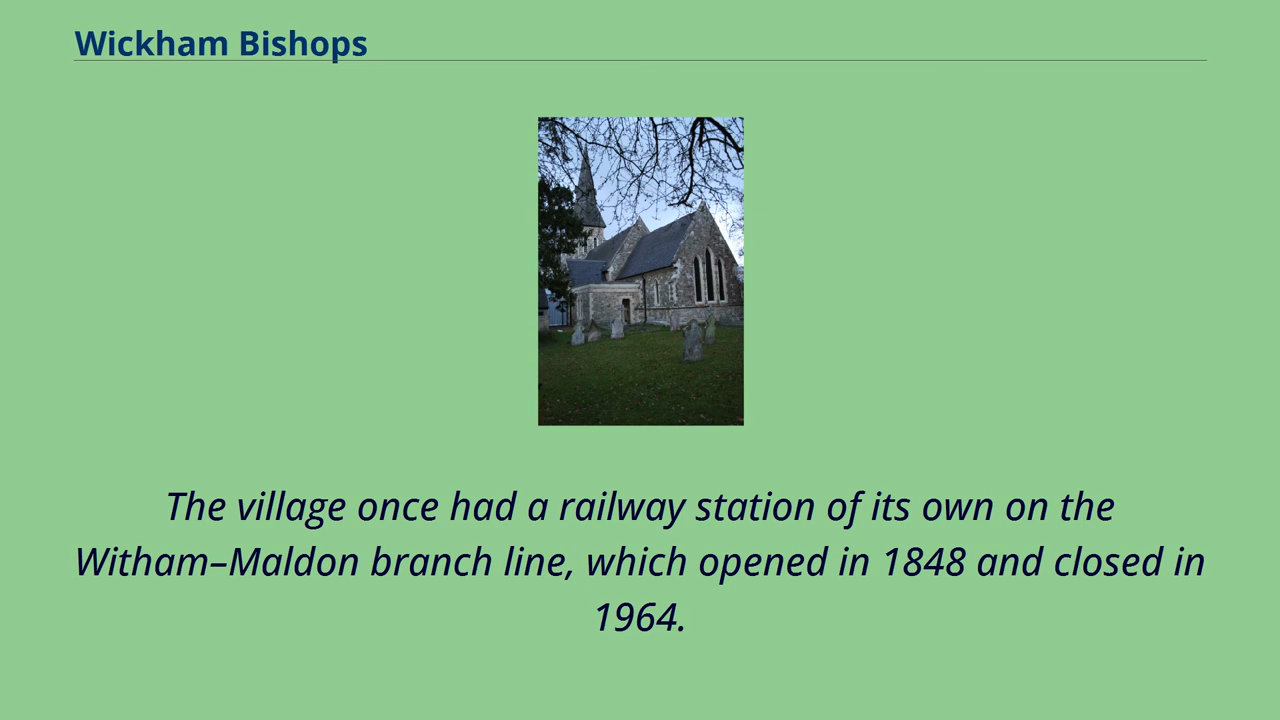 Wickham Bishops
The village once had a railway station of its own on the
Witham–Maldon branch line, which opened in 1848 and closed in
1964.